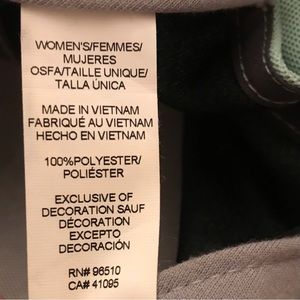 WOMEN'S/FEMMES/
MUJERES
OSFA/TAILLE UNIQUE/
TALLA ÚNICA
MADE IN VIETNAM
FABRIQUÉ AU VIETNAM
HECHO EN VIETNAM
100%POLYESTER/
POLIÉSTER
EXCLUSIVE OF
DECORATION SAUF
DÉCORATION
EXCEPTO
DECORACIÓN
RN# 96510
CA# 41095